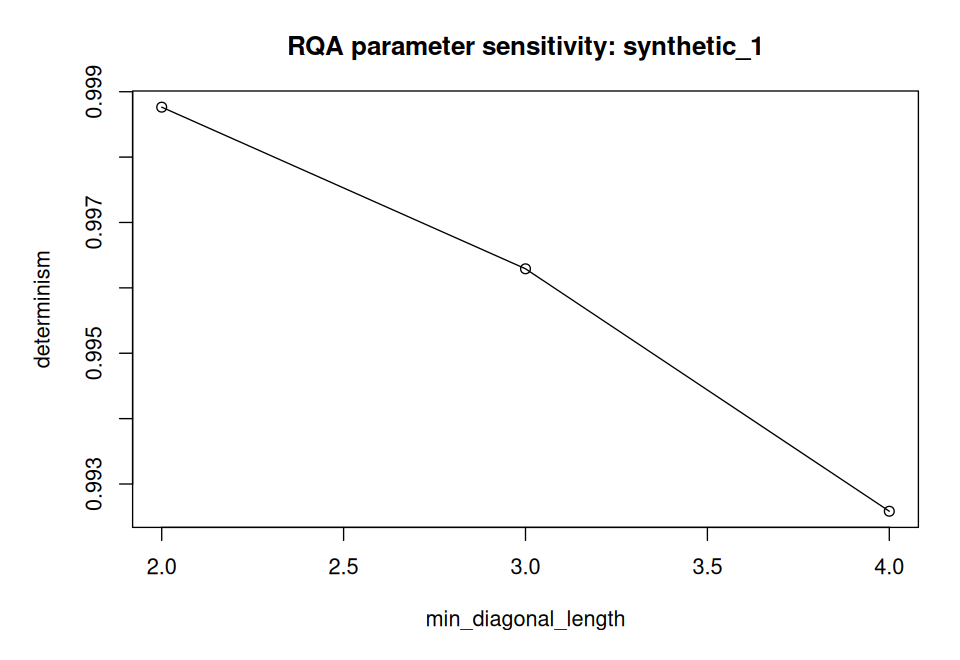 RQA parameter sensitivity: synthetic_1
0.999
0.997
0.995
0.993
determinism
2.0 2.5 3.0 3.5 4.0
min_diagonal_length